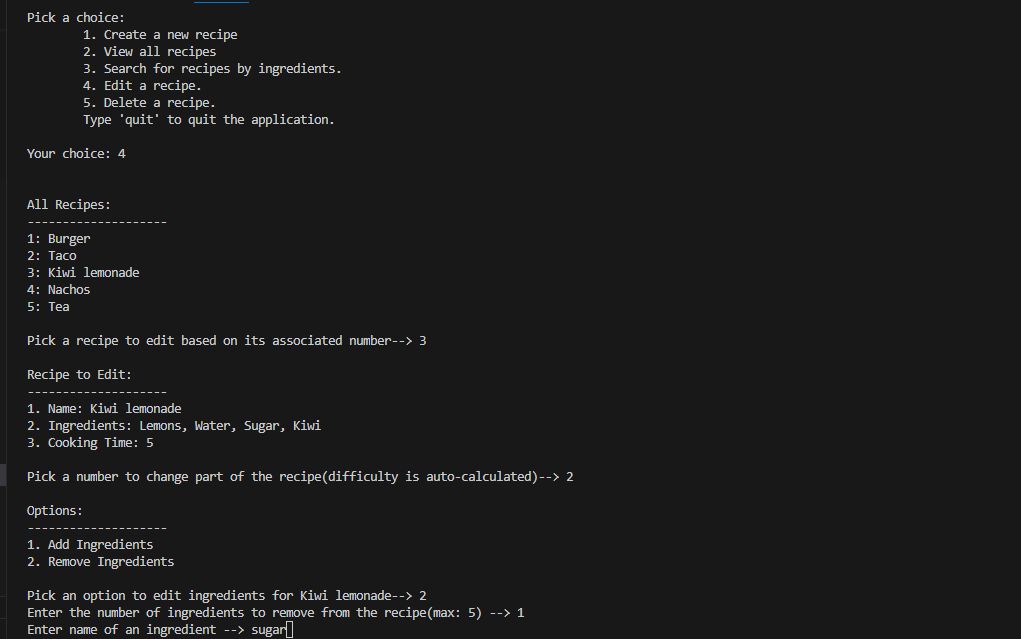 Pick a choice:
1. Create a new recipe
2. View all recipes
3. Search for recipes by ingredients.
4. Edit a recipe.
5. Delete a recipe.
Type 'quit' to quit the application.
Your choice: 4
All Recipes:
--------------------
1: Burger
2: Taco
3: Kiwi lemonade
4: Nachos
5: Tea
Pick a recipe to edit based on its associated number--> 3
Recipe to Edit:
--------------------
1. Name: Kiwi lemonade
2. Ingredients: Lemons, Water, Sugar, Kiwi
3. Cooking Time: 5
Pick a number to change part of the recipe(difficulty is auto-calculated)--> 2
Options:
--------------------
1. Add Ingredients
2. Remove Ingredients
Pick an option to edit ingredients for Kiwi lemonade--> 2
Enter the number of ingredients to remove from the recipe(max: 5) --> 1
Enter name of an ingredient --> sugar